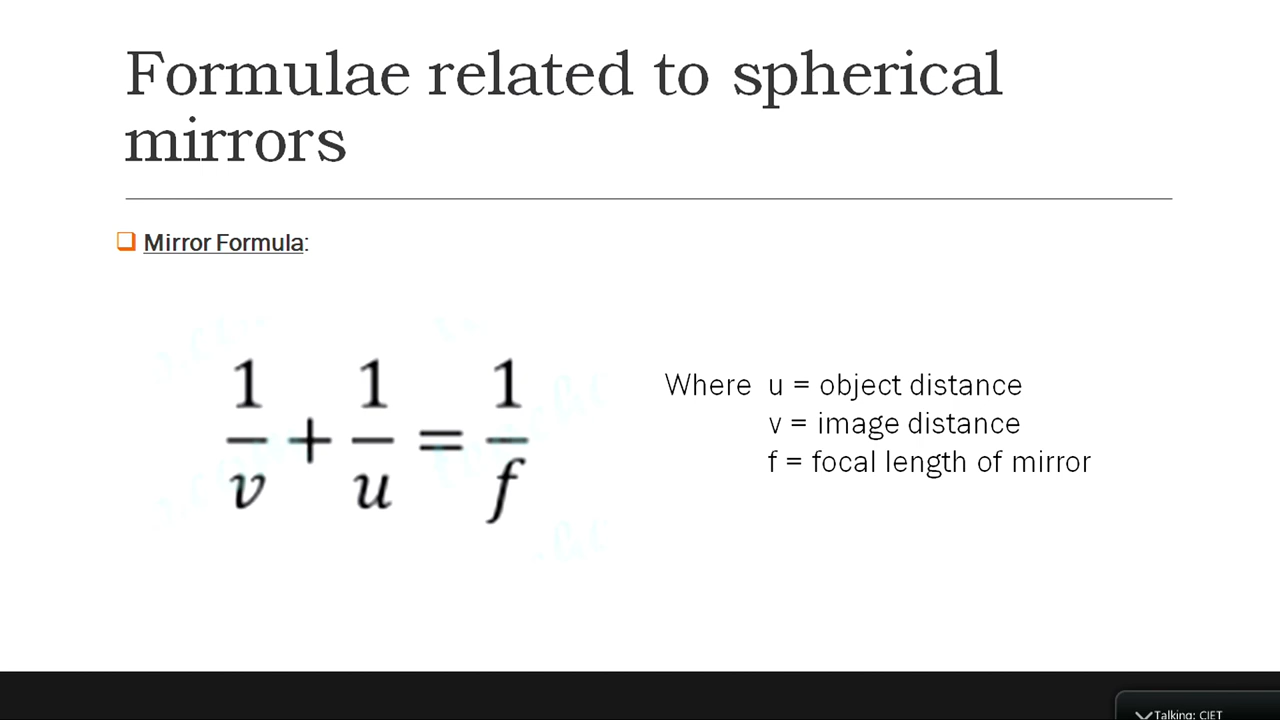 Formulae related to spherical
mirrors
❑ Mirror Formula:
1/v + 1/u = 1/f
Where u = object distance
v = image distance
f = focal length of mirror
Talking: CIET